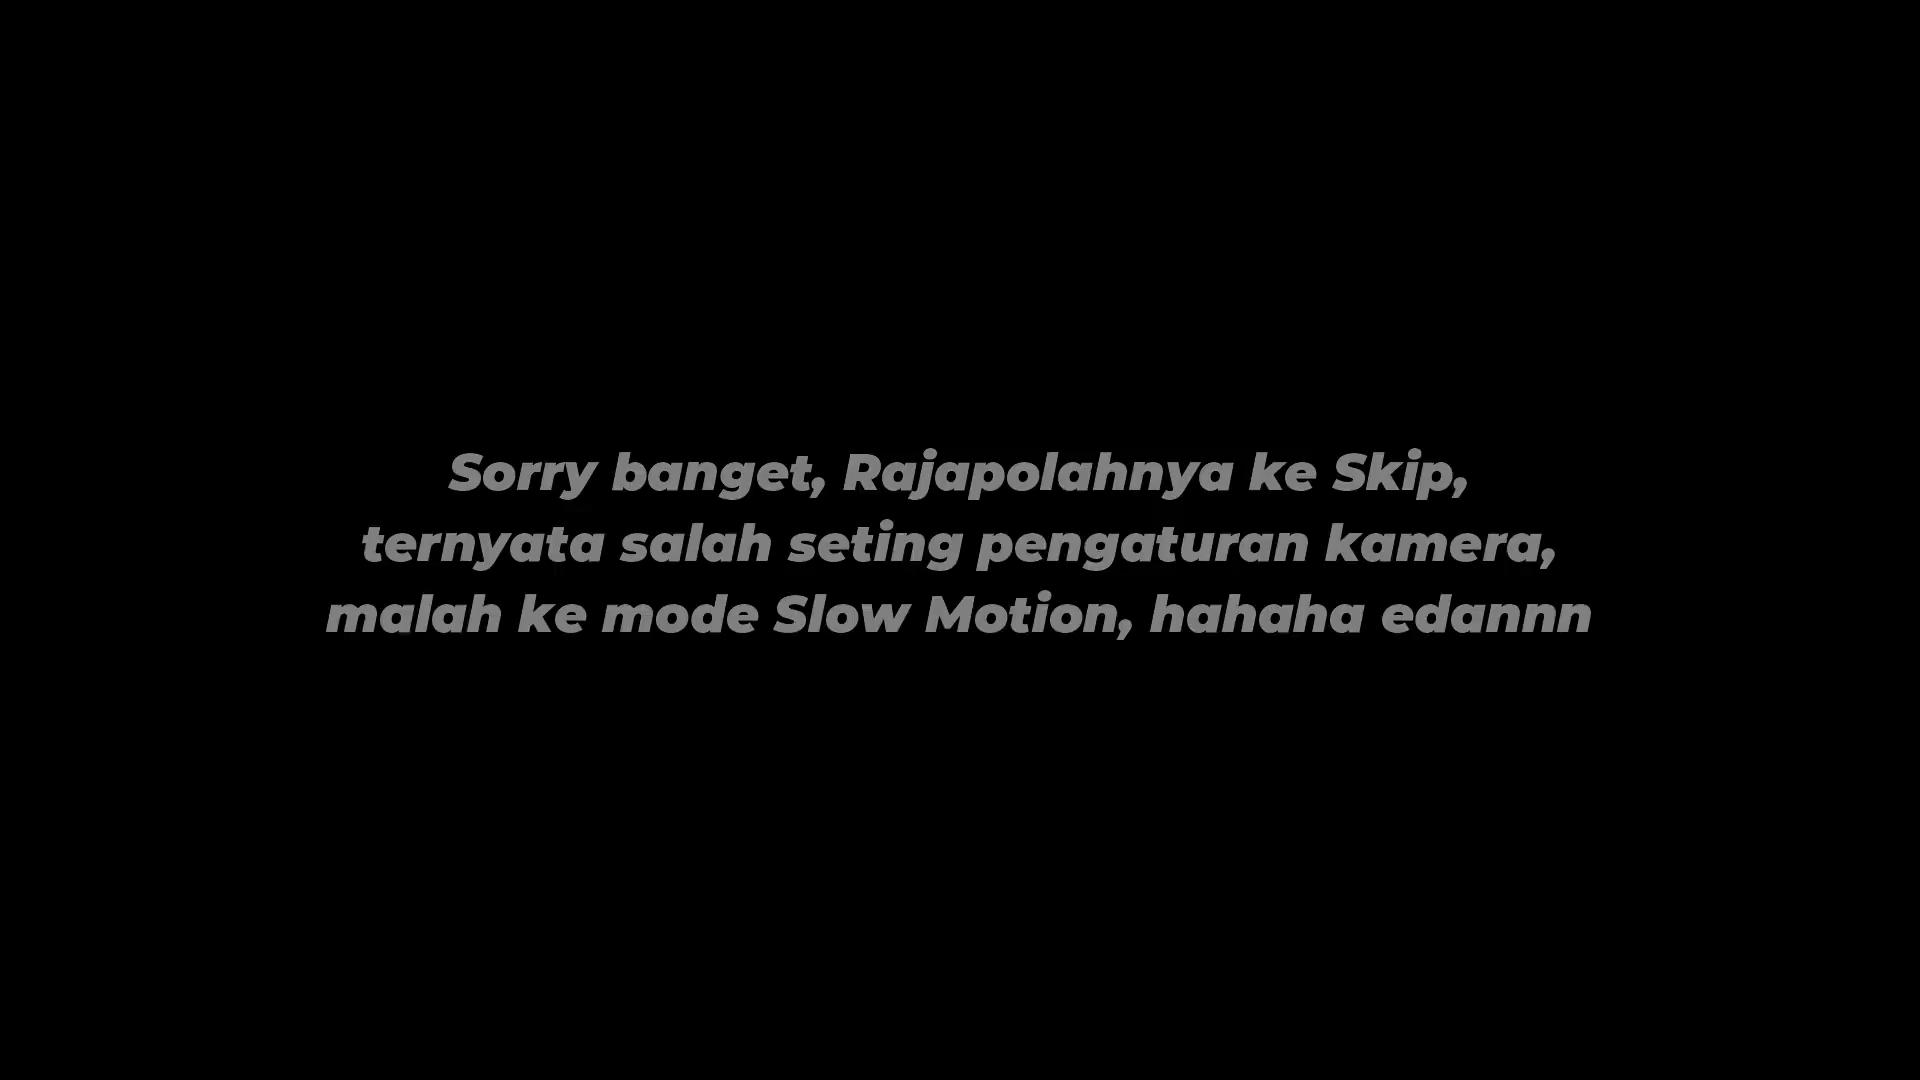 Sorry banget, Rajapolahnya ke Skip,
ternyata salah seting pengaturan kamera,
malah ke mode Slow Motion, hahaha edannn